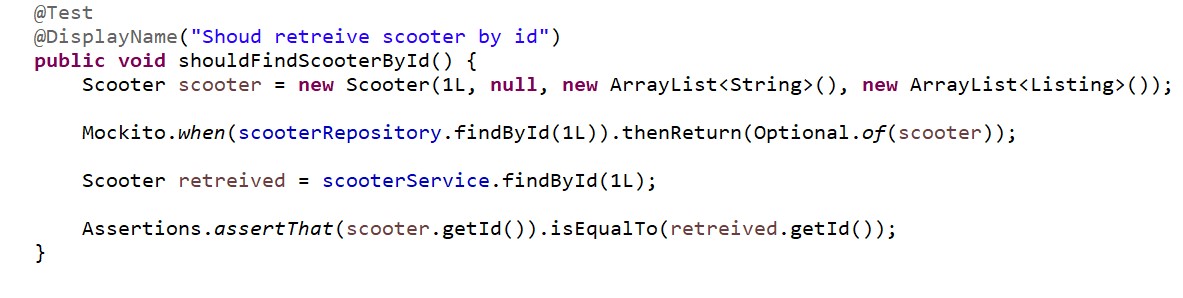 @Test
@DisplayName("Shoud retreive scooter by id")
public void shouldFindScooterById() {
Scooter scooter = new Scooter(1L, null, new ArrayList<String>(), new ArrayList<Listing>());
Mockito.when(scooterRepository.findById(1L)).thenReturn(Optional.of(scooter));
Scooter retreived = scooterService.findById(1L);
Assertions.assertThat(scooter.getId()).isEqualTo(retreived.getId());
}